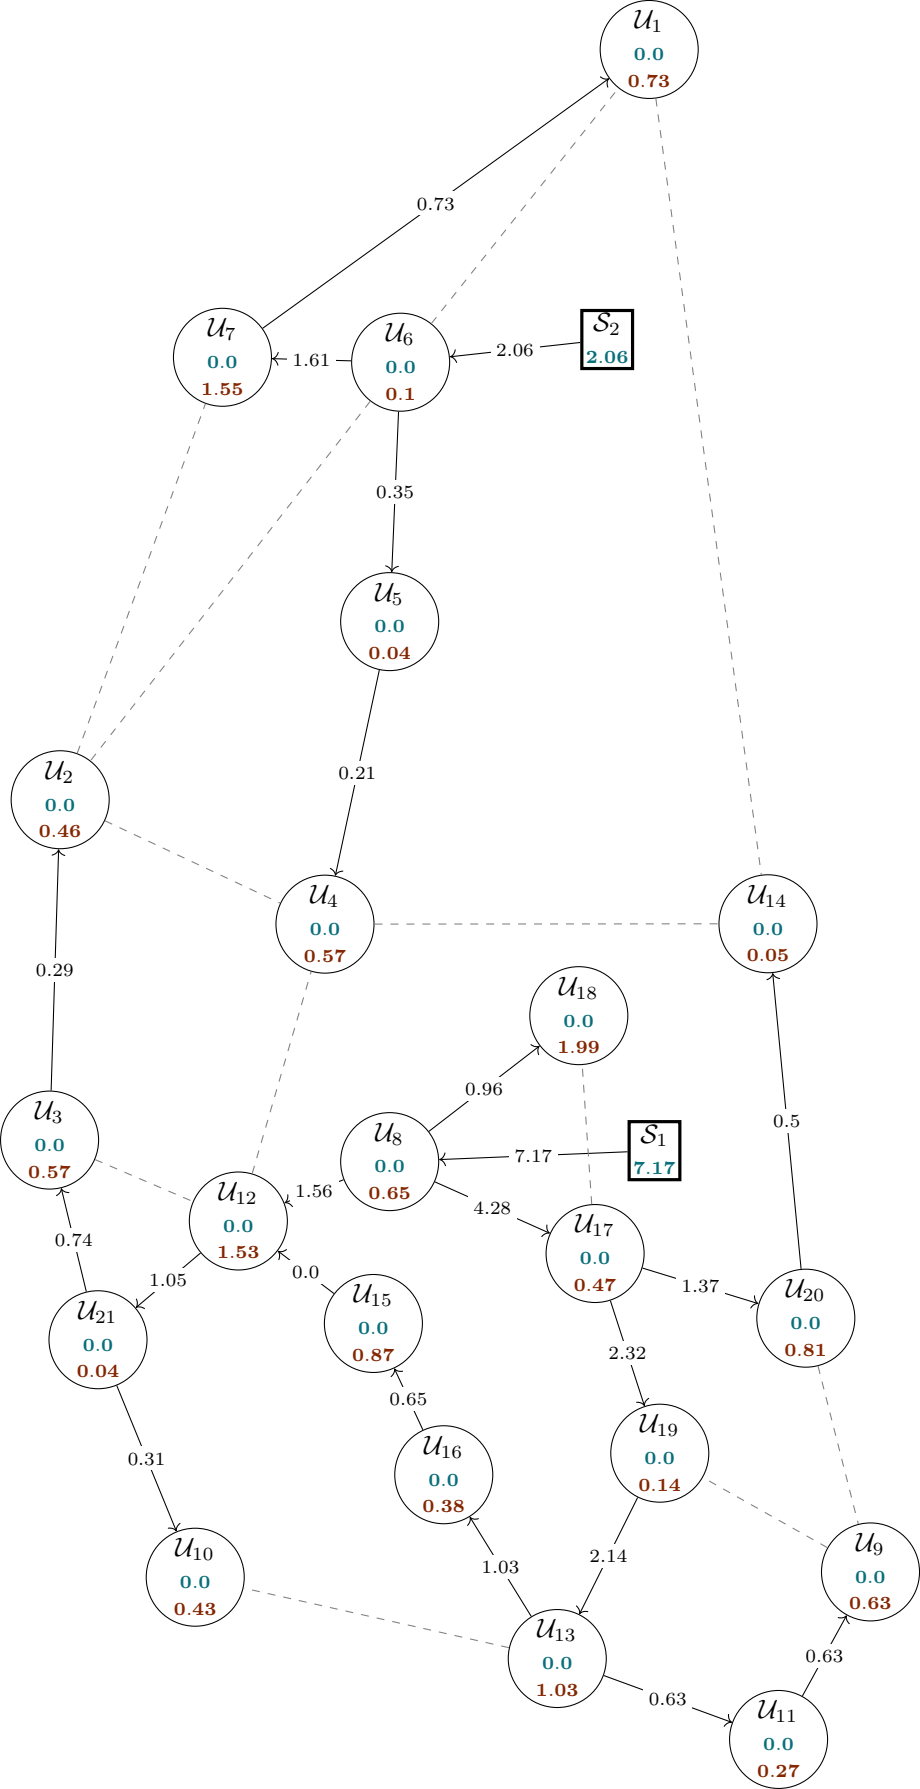 𝒰₁
0.0
0.73
0.73
𝒰₇
0.0
1.55
1.61
𝒰₆
0.0
0.1
2.06
𝒮₂
2.06
0.35
𝒰₅
0.0
0.04
0.21
𝒰₂
0.0
0.46
𝒰₄
0.0
0.57
𝒰₁₄
0.0
0.05
0.29
𝒰₁₈
0.0
1.99
0.96
0.5
𝒰₃
0.0
0.57
𝒰₈
0.0
0.65
7.17
𝒮₁
7.17
𝒰₁₂
0.0
1.53
1.56
4.28
𝒰₁₇
0.0
0.47
0.74
1.05
0.0
1.37
𝒰₂₀
0.0
0.81
𝒰₂₁
0.0
0.04
𝒰₁₅
0.0
0.87
2.32
0.65
0.31
𝒰₁₆
0.0
0.38
𝒰₁₉
0.0
0.14
𝒰₁₀
0.0
0.43
1.03
2.14
𝒰₉
0.0
0.63
𝒰₁₃
0.0
1.03
0.63
0.63
𝒰₁₁
0.0
0.27